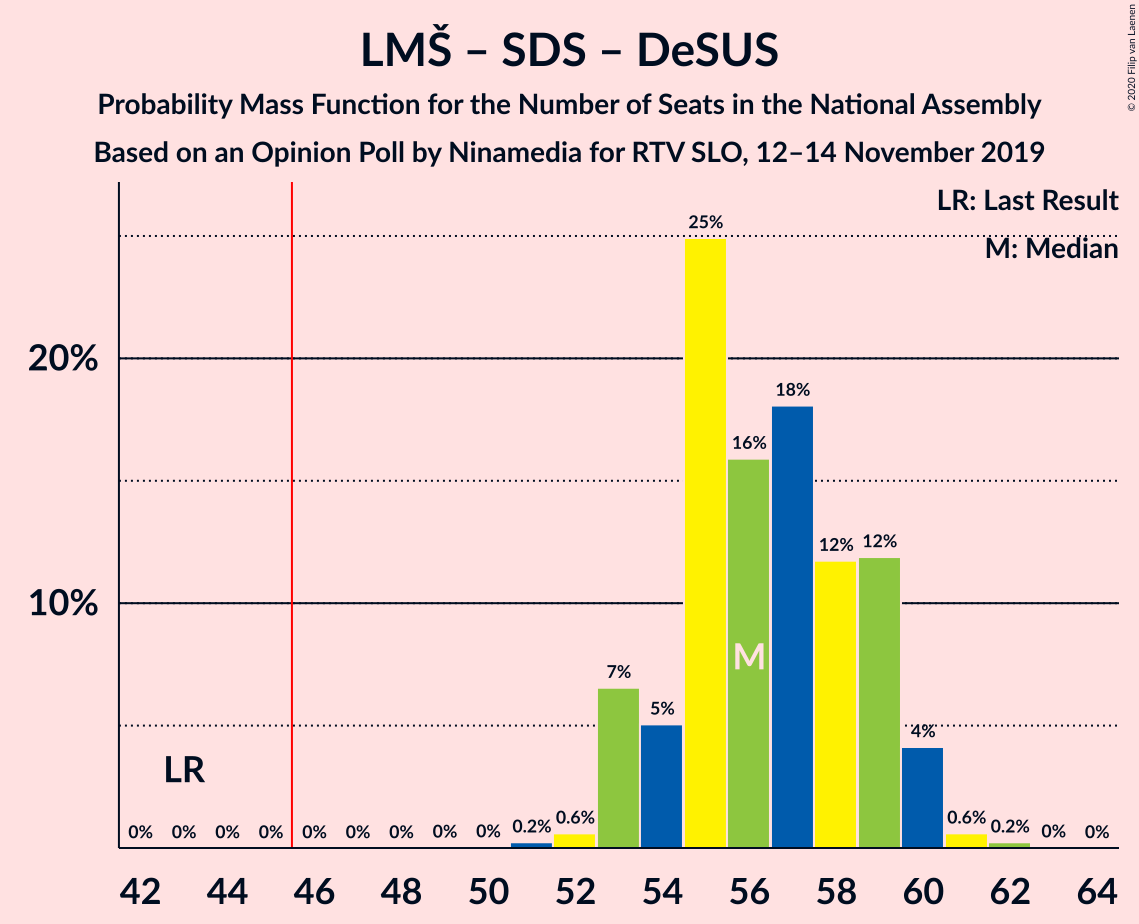 LMŠ – SDS – DeSUS
Probability Mass Function for the Number of Seats in the National Assembly
Based on an Opinion Poll by Ninamedia for RTV SLO, 12–14 November 2019
© 2020 Filip van Laenen
LR: Last Result
M: Median
25%
20%
18%
16%
12% 12%
10%
M
7%
5%
4%
LR
0% 0% 0% 0% 0% 0% 0% 0% 0% 0.2% 0.6% 0.6% 0.2% 0% 0%
42 44 46 48 50 52 54 56 58 60 62 64